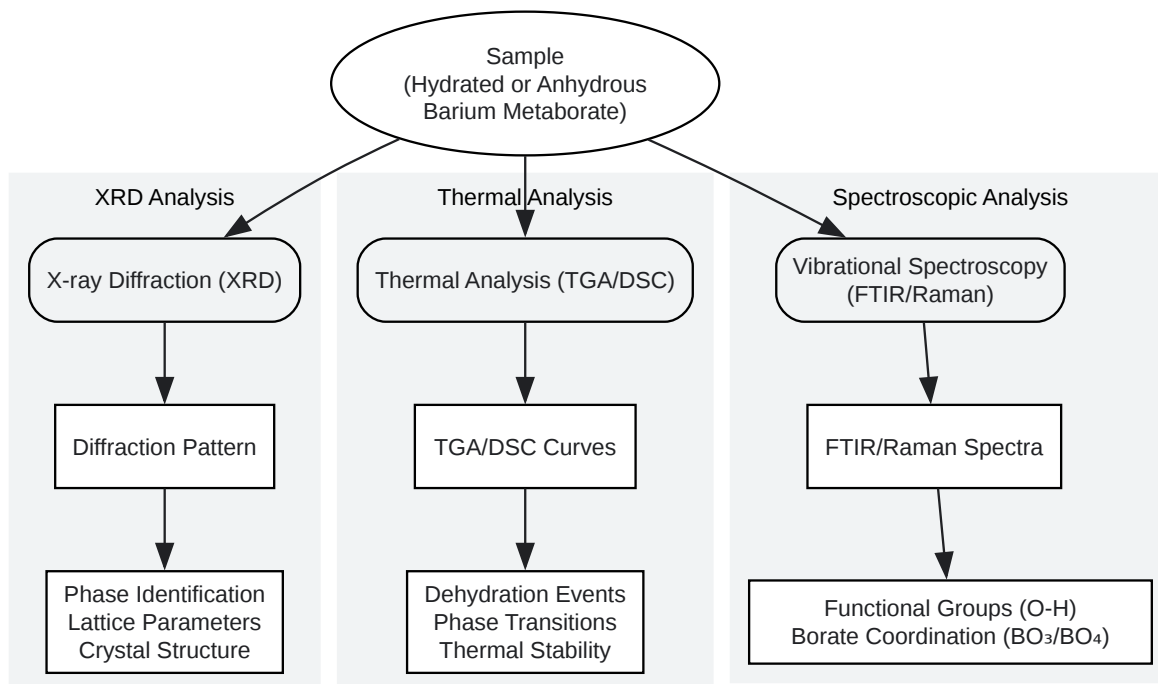 Sample
(Hydrated or Anhydrous
Barium Metaborate)
XRD Analysis
Thermal Analysis
Spectroscopic Analysis
X-ray Diffraction (XRD)
Thermal Analysis (TGA/DSC)
Vibrational Spectroscopy
(FTIR/Raman)
Diffraction Pattern
TGA/DSC Curves
FTIR/Raman Spectra
Phase Identification
Lattice Parameters
Crystal Structure
Dehydration Events
Phase Transitions
Thermal Stability
Functional Groups (O-H)
Borate Coordination (BO₃/BO₄)